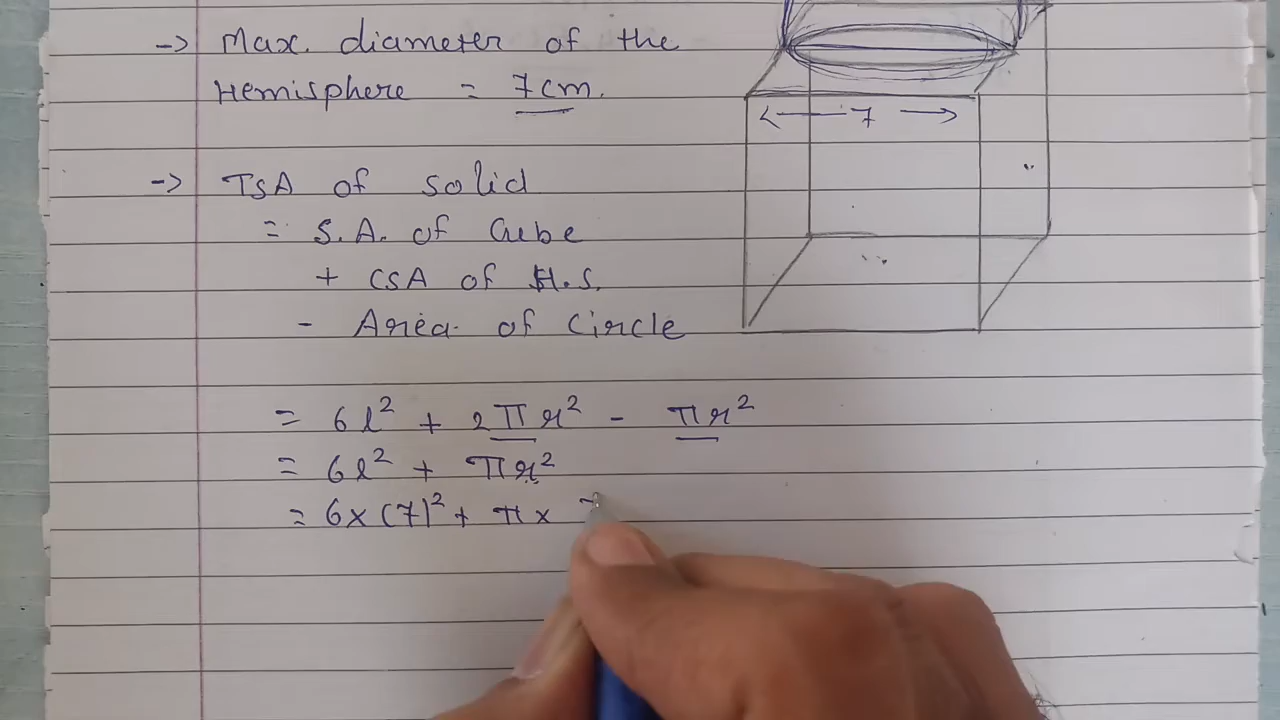 -> Max. diameter of the
Hemisphere = 7cm.
<- 7 ->
-> TSA of solid
= S.A. of Cube
+ CSA of H.S.
- Area of Circle
= 6l² + 2πr² - πr²
= 6l² + πr²
= 6×(7)² + π×